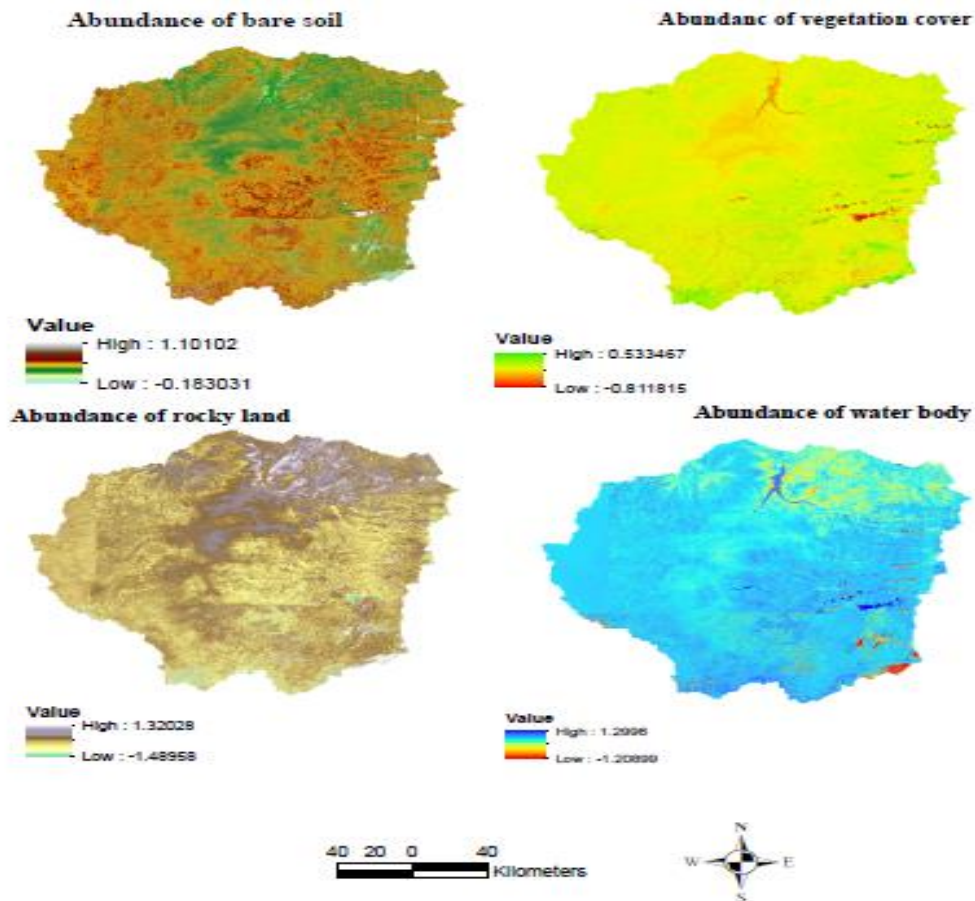 Abundance of bare soil
Abundanc of vegetation cover
Value
High : 1.10102
Low : -0.183031
Value
High : 0.533467
Low : -0.811815
Abundance of rocky land
Abundance of water body
Value
High : 1.32028
Low : -1.48958
Value
High : 1.2996
Low : -1.20899
40 20 0 40
Kilometers
N
W E
S